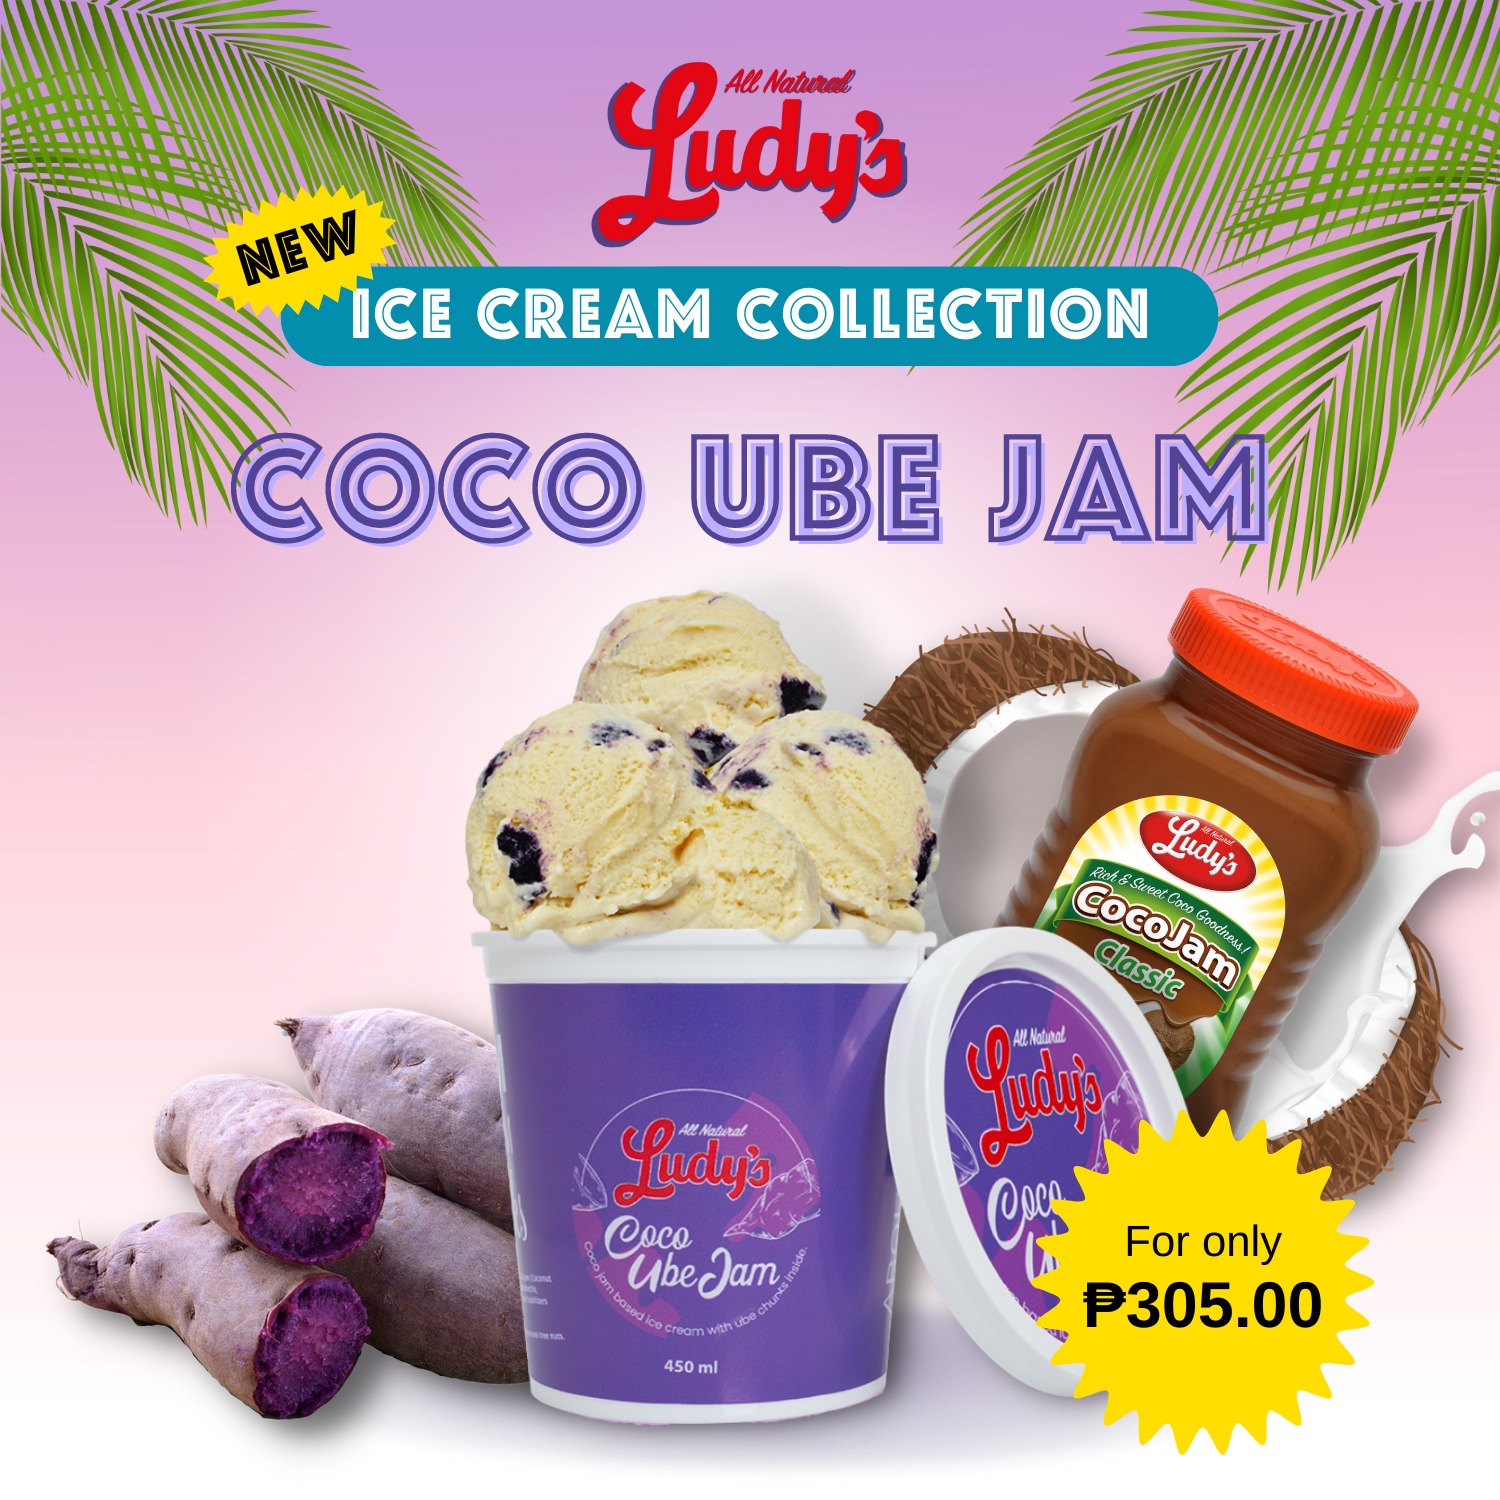 All Natural
Ludy's
NEW
ICE CREAM COLLECTION
COCO UBE JAM
All Natural
Ludy's
Rich & Sweet Coco Goodness!
CocoJam
Classic
All Natural
Ludy's
Coco
All Natural
Ludy's
Coco
Ube Jam
Coco jam based ice cream with ube chunks inside.
450 ml
For only
₱305.00